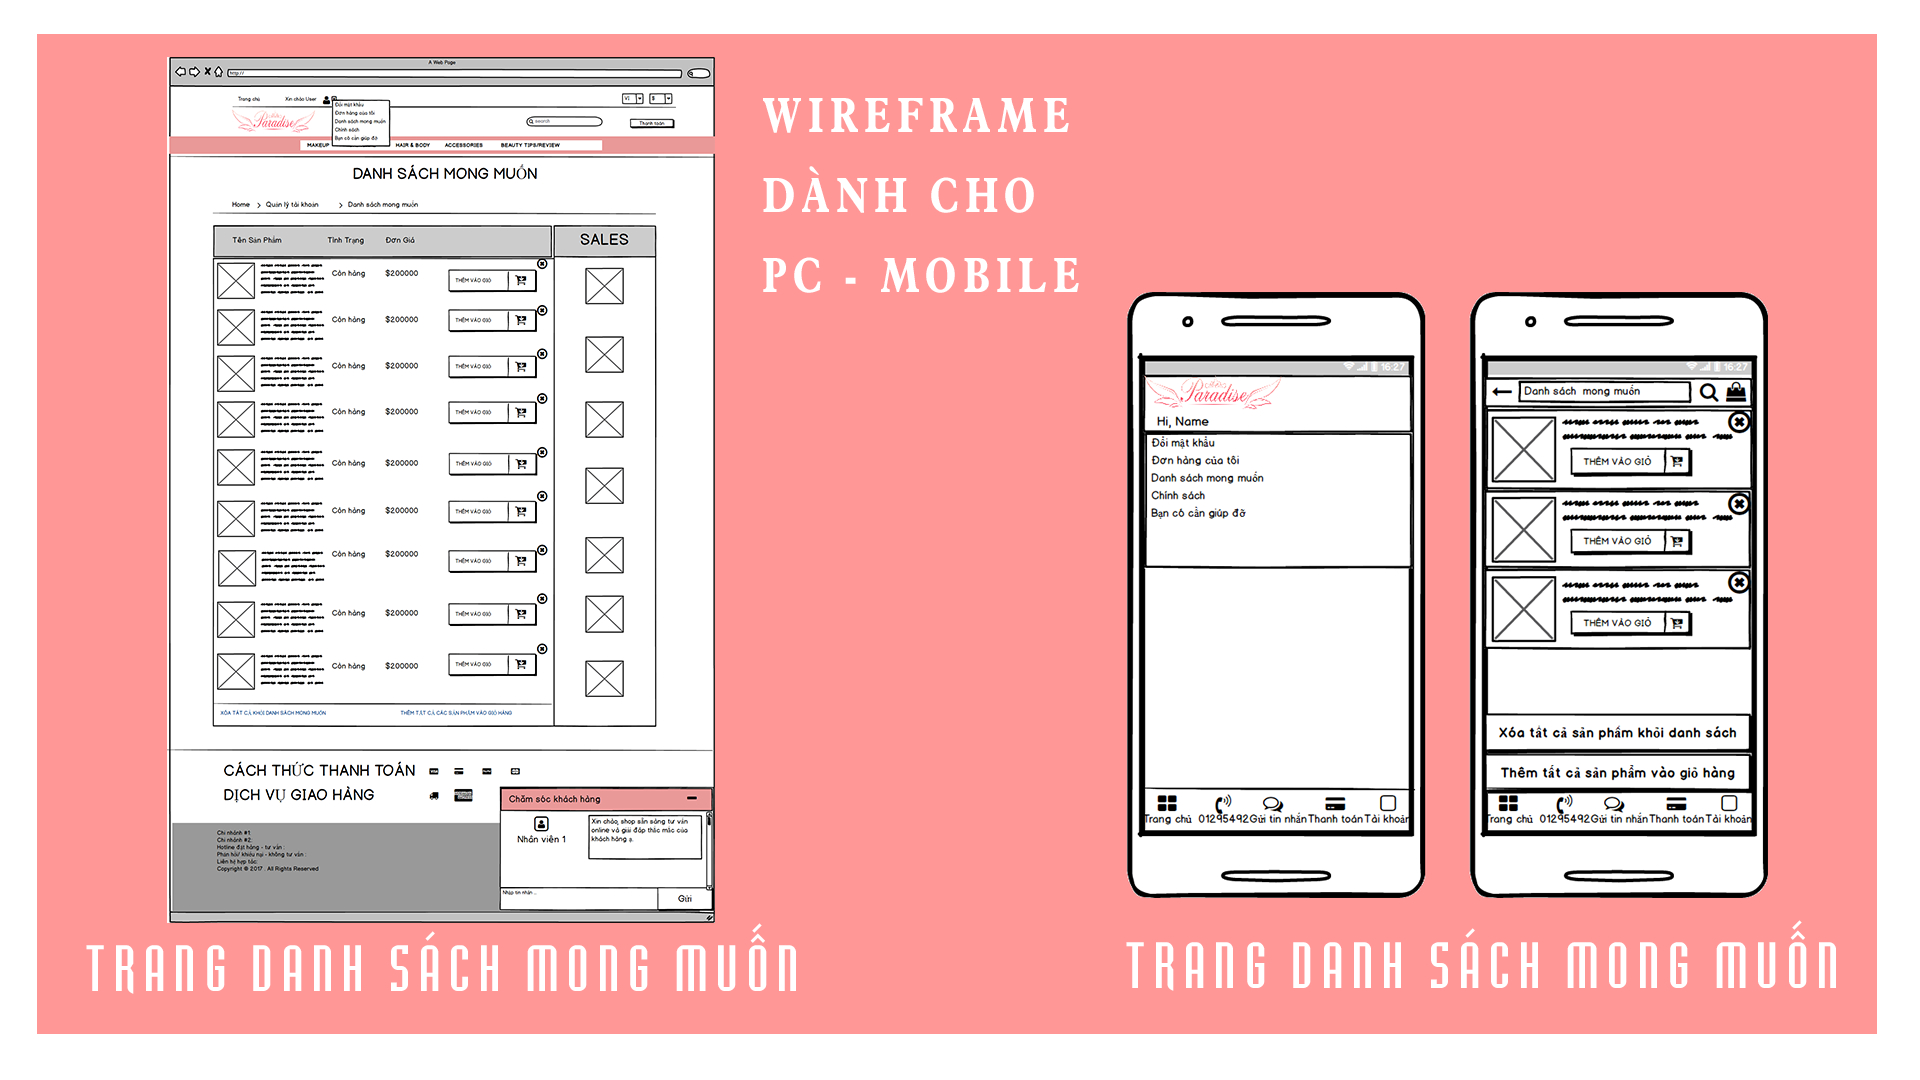 A Web Page
http://
Trang chủ
Xin chào User
VI
$
Đổi mật khẩu
Đơn hàng của tôi
Danh sách mong muốn
Chính sách
Bạn có cần giúp đỡ
Paradise
search
Thanh toán
MAKEUP
HAIR & BODY
ACCESSORIES
BEAUTY TIPS/REVIEW
DANH SÁCH MONG MUỐN
Home
Quản lý tài khoản
Danh sách mong muốn
Tên Sản Phẩm
Tình Trạng
Đơn Giá
SALES
Còn hàng
$200000
THÊM VÀO GIỎ
Còn hàng
$200000
THÊM VÀO GIỎ
Còn hàng
$200000
THÊM VÀO GIỎ
Còn hàng
$200000
THÊM VÀO GIỎ
Còn hàng
$200000
THÊM VÀO GIỎ
Còn hàng
$200000
THÊM VÀO GIỎ
Còn hàng
$200000
THÊM VÀO GIỎ
Còn hàng
$200000
THÊM VÀO GIỎ
Còn hàng
$200000
THÊM VÀO GIỎ
XÓA TẤT CẢ KHỎI DANH SÁCH MONG MUỐN
THÊM TẤT CẢ CÁC SẢN PHẨM VÀO GIỎ HÀNG
CÁCH THỨC THANH TOÁN
DỊCH VỤ GIAO HÀNG
Chi nhánh #1
Chi nhánh #2:
Hotline đặt hàng - tư vấn :
Phản hồi/ khiếu nại - không tư vấn :
Liên hệ hợp tác:
Copyright © 2017 . All Rights Reserved
Chăm sóc khách hàng
Nhân viên 1
Xin chào, shop sẵn sàng tư vấn
online và giải đáp thắc mắc của
khách hàng ạ.
Nhập tin nhắn ...
Gửi
TRANG DANH SÁCH MONG MUỐN
WIREFRAME
DÀNH CHO
PC - MOBILE
16:27
Paradise
Hi, Name
Đổi mật khẩu
Đơn hàng của tôi
Danh sách mong muốn
Chính sách
Bạn có cần giúp đỡ
Trang chủ
01295492
Gửi tin nhắn
Thanh toán
Tài khoản
16:27
Danh sách mong muốn
THÊM VÀO GIỎ
THÊM VÀO GIỎ
THÊM VÀO GIỎ
Xóa tất cả sản phẩm khỏi danh sách
Thêm tất cả sản phẩm vào giỏ hàng
Trang chủ
01295492
Gửi tin nhắn
Thanh toán
Tài khoản
TRANG DANH SÁCH MONG MUỐN